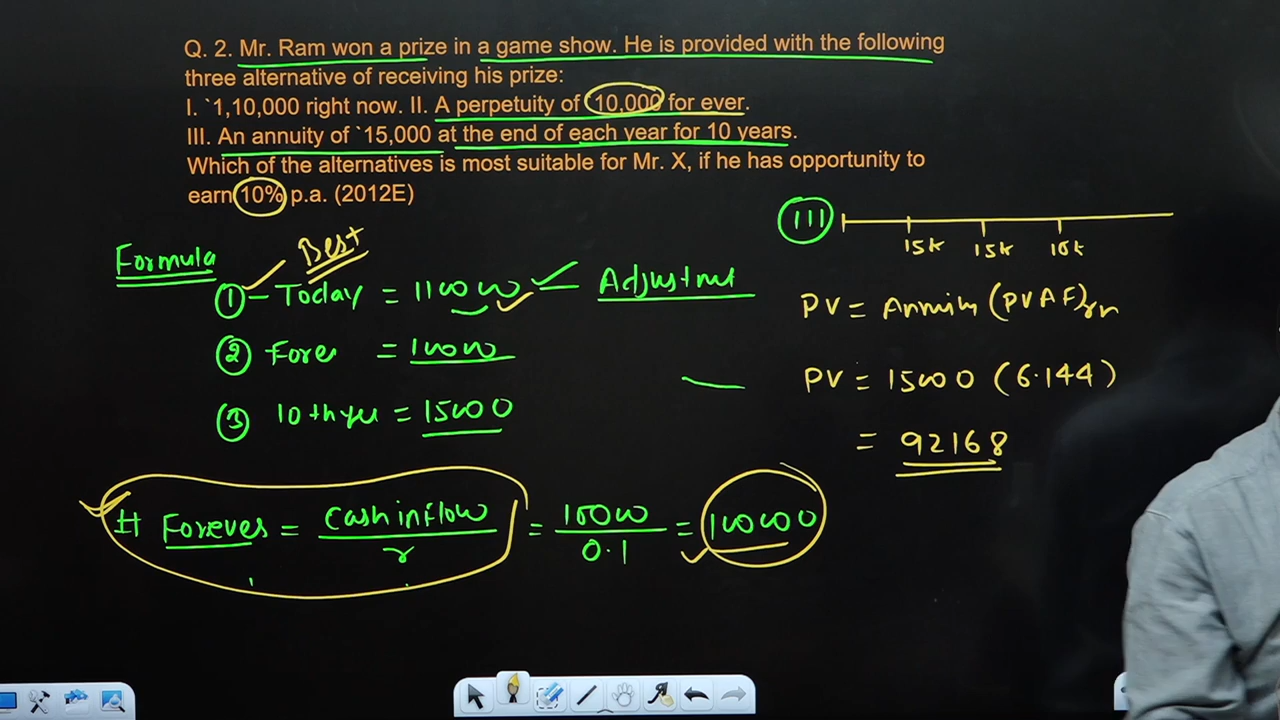 Q. 2. Mr. Ram won a prize in a game show. He is provided with the following
three alternative of receiving his prize:
I. `1,10,000 right now. II. A perpetuity of `10,000 for ever.
III. An annuity of `15,000 at the end of each year for 10 years.
Which of the alternatives is most suitable for Mr. X, if he has opportunity to
earn 10% p.a. (2012E)
Formula
Best
① - Today = 110000
Adjustmt
② Forev = 10000
③ 10th yer = 15000
# Forever = Cash inflow / r = 10000 / 0.1 = 100000
III
15k 15k 15k
PV = Annuity (PVAF) r,n
PV = 15000 (6.144)
= 92168